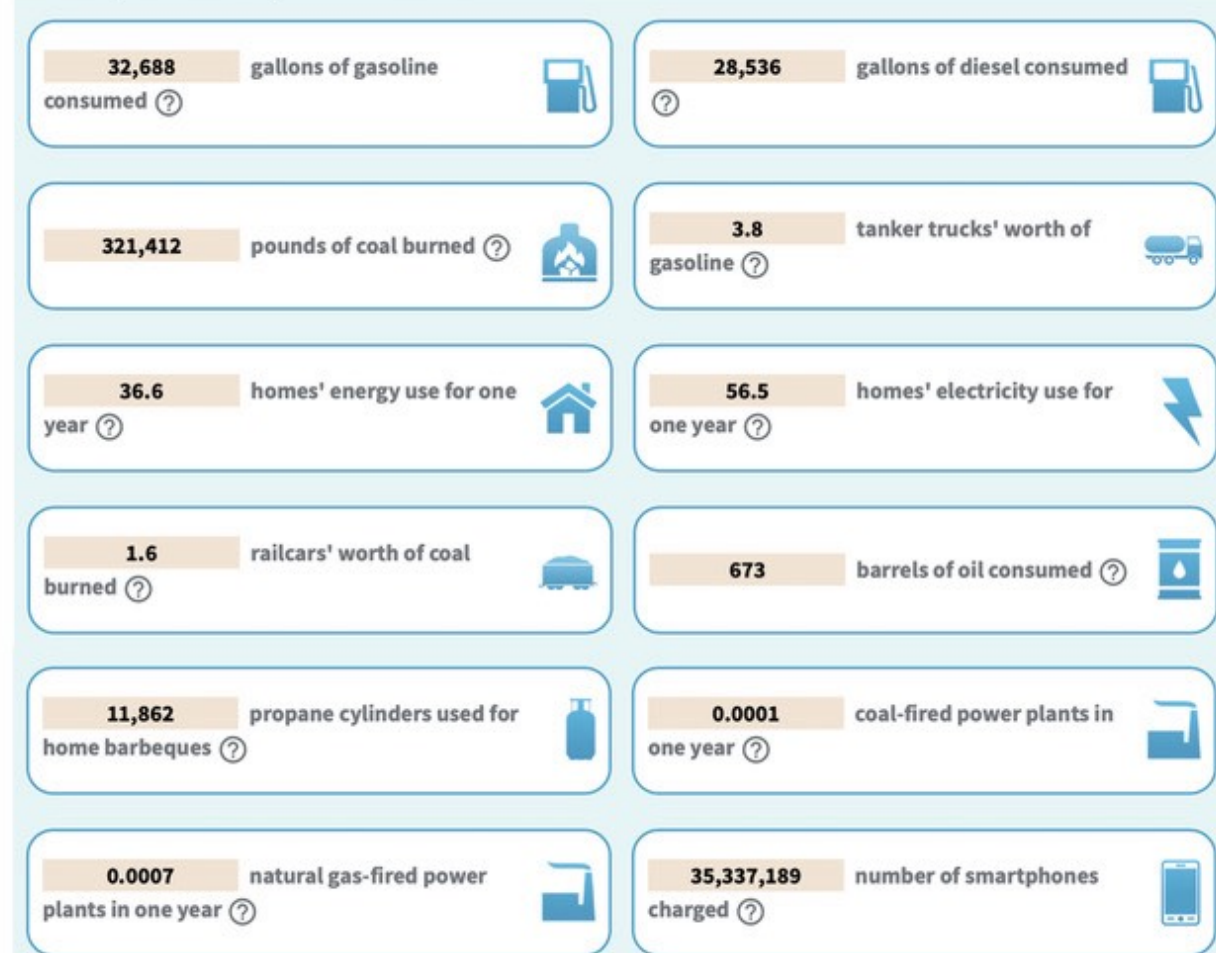 32,688 gallons of gasoline
consumed ?
28,536 gallons of diesel consumed
?
321,412 pounds of coal burned ?
3.8 tanker trucks' worth of
gasoline ?
36.6 homes' energy use for one
year ?
56.5 homes' electricity use for
one year ?
1.6 railcars' worth of coal
burned ?
673 barrels of oil consumed ?
11,862 propane cylinders used for
home barbeques ?
0.0001 coal-fired power plants in
one year ?
0.0007 natural gas-fired power
plants in one year ?
35,337,189 number of smartphones
charged ?